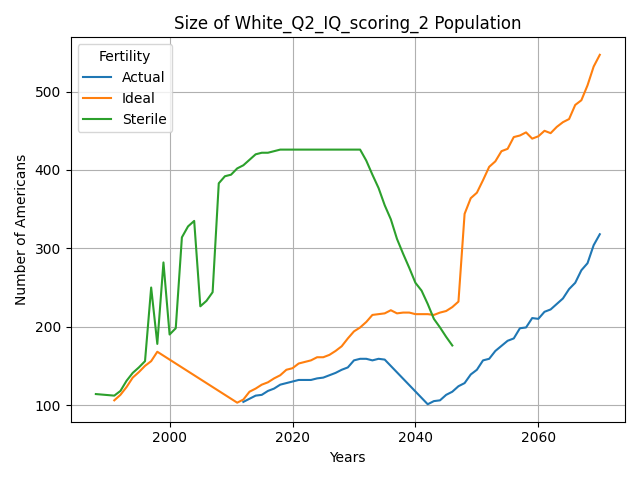 Size of White_Q2_IQ_scoring_2 Population
Fertility
Actual
Ideal
Sterile
Number of Americans
500
400
300
200
100
2000
2020
2040
2060
Years